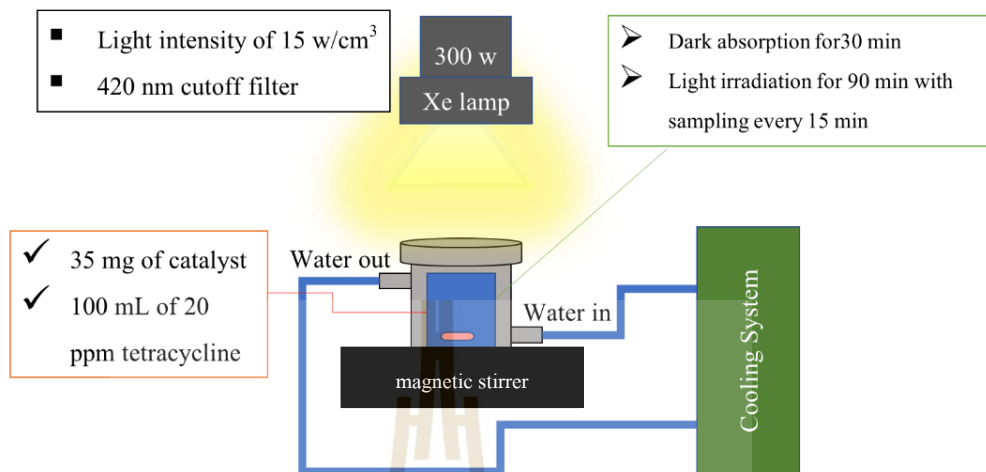 Light intensity of 15 w/cm³
420 nm cutoff filter
300 w
Xe lamp
Dark absorption for30 min
Light irradiation for 90 min with
sampling every 15 min
35 mg of catalyst
100 mL of 20
ppm tetracycline
Water out
Water in
magnetic stirrer
Cooling System